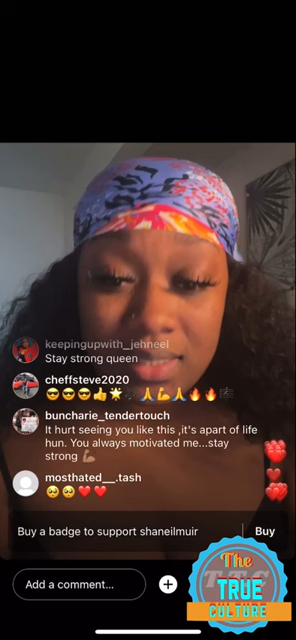 keepingupwith_jehneel
Stay strong queen
cheffsteve2020
😎😎😎👍🌟🙏💪🙏🔥🔥
buncharie_tendertouch
It hurt seeing you like this ,it's apart of life
hun. You always motivated me...stay
strong 💪🏽
mosthated__.tash
🥺🥺❤️❤️
Buy a badge to support shaneilmuir
Buy
Add a comment...
The
TTC
TRUE
CULTURE